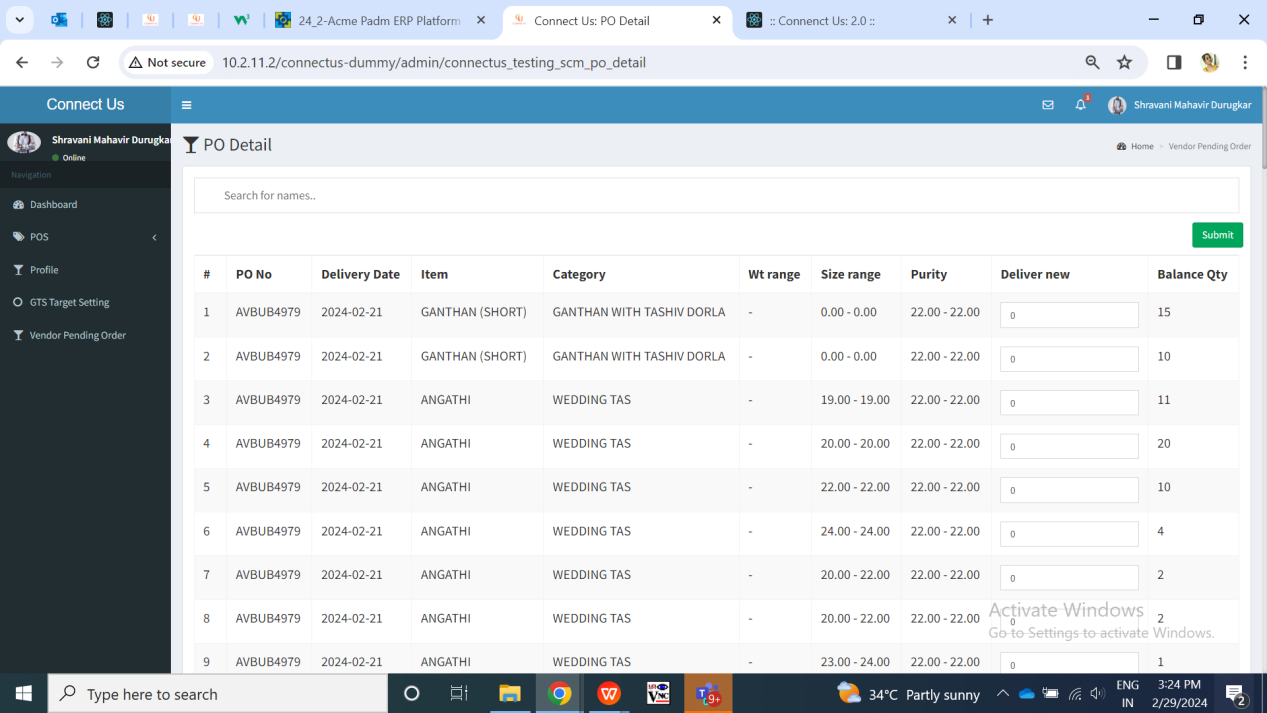 24_2-Acme Padm ERP Platform
Connect Us: PO Detail
:: Connenct Us: 2.0 ::
Not secure
10.2.11.2/connectus-dummy/admin/connectus_testing_scm_po_detail
Connect Us
Shravani Mahavir Durugkar
Shravani Mahavir Durugkar
Online
Navigation
Dashboard
POS
Profile
GTS Target Setting
Vendor Pending Order
PO Detail
Home Vendor Pending Order
Search for names..
Submit
# PO No Delivery Date Item Category Wt range Size range Purity Deliver new Balance Qty
1 AVBUB4979 2024-02-21 GANTHAN (SHORT) GANTHAN WITH TASHIV DORLA - 0.00 - 0.00 22.00 - 22.00 0 15
2 AVBUB4979 2024-02-21 GANTHAN (SHORT) GANTHAN WITH TASHIV DORLA - 0.00 - 0.00 22.00 - 22.00 0 10
3 AVBUB4979 2024-02-21 ANGATHI WEDDING TAS - 19.00 - 19.00 22.00 - 22.00 0 11
4 AVBUB4979 2024-02-21 ANGATHI WEDDING TAS - 20.00 - 20.00 22.00 - 22.00 0 20
5 AVBUB4979 2024-02-21 ANGATHI WEDDING TAS - 22.00 - 22.00 22.00 - 22.00 0 10
6 AVBUB4979 2024-02-21 ANGATHI WEDDING TAS - 24.00 - 24.00 22.00 - 22.00 0 4
7 AVBUB4979 2024-02-21 ANGATHI WEDDING TAS - 20.00 - 22.00 22.00 - 22.00 0 2
8 AVBUB4979 2024-02-21 ANGATHI WEDDING TAS - 20.00 - 22.00 22.00 - 22.00 0 2
9 AVBUB4979 2024-02-21 ANGATHI WEDDING TAS - 23.00 - 24.00 22.00 - 22.00 0 1
Activate Windows
Go to Settings to activate Windows.
Type here to search
9+
34°C Partly sunny
ENG
IN
3:24 PM
2/29/2024
2